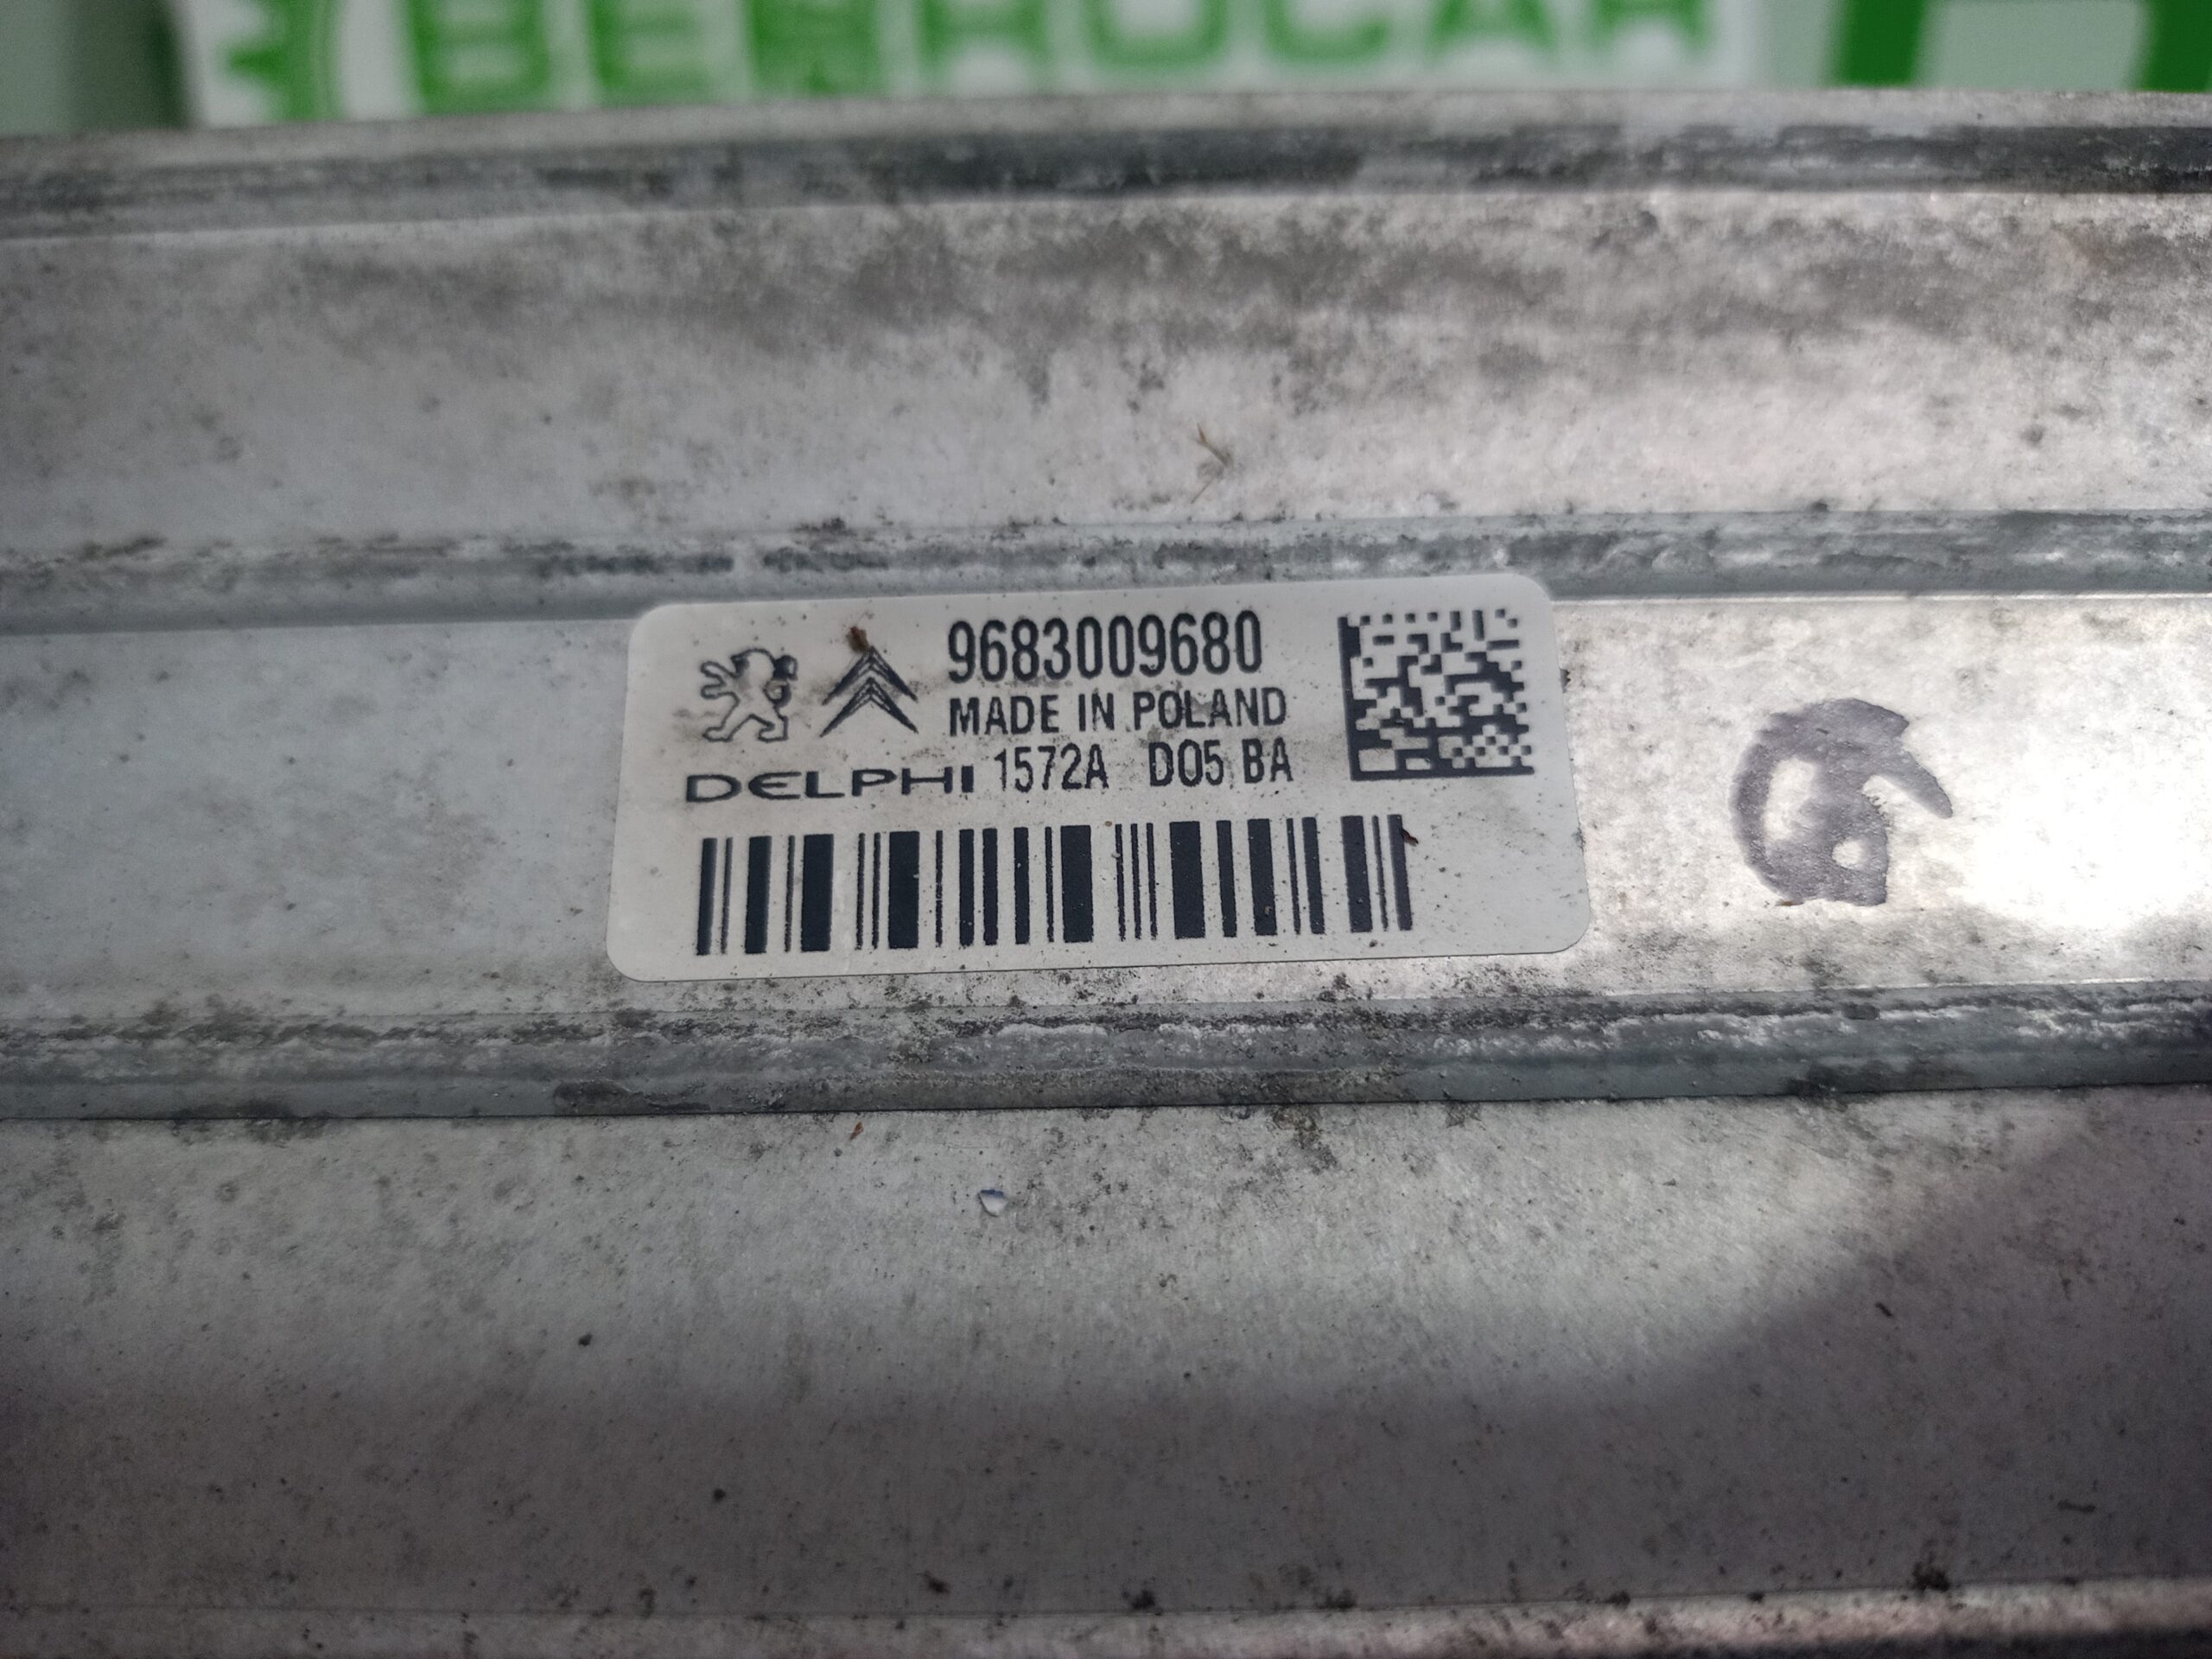 9683009680
MADE IN POLAND
DELPHI 1572A D05 BA